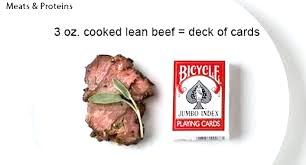 Meats & Proteins
3 oz. cooked lean beef = deck of cards
BICYCLE
JUMBO INDEX
PLAYING CARDS